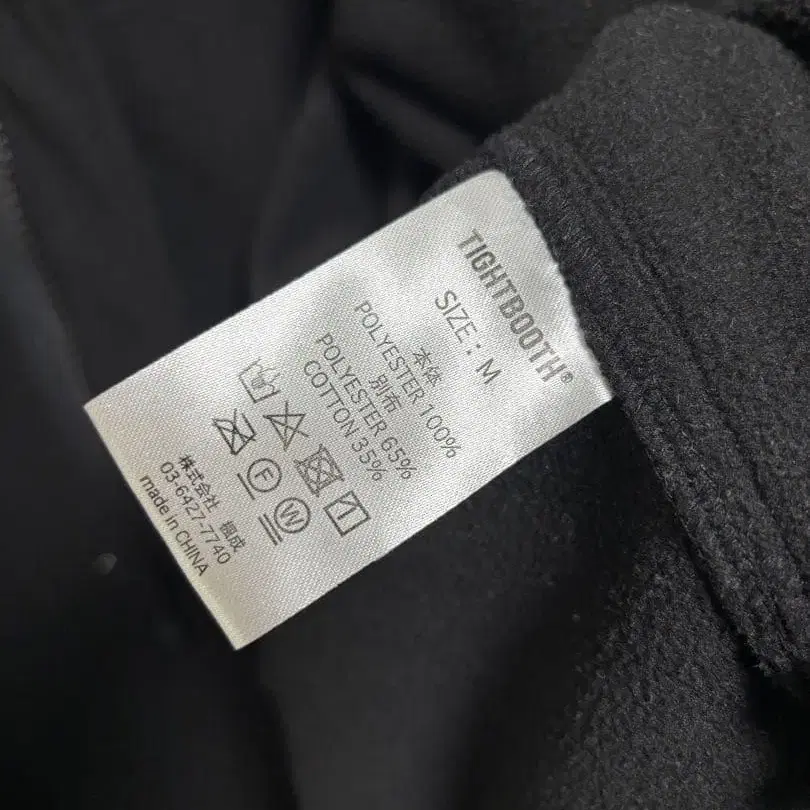 TIGHTBOOTH®
SIZE : M
本体
POLYESTER 100%
別布
POLYESTER 65%
COTTON 35%
F
W
株式会社 楓成
03-6427-7740
made in CHINA